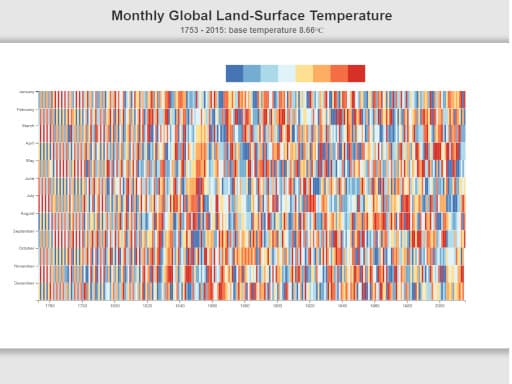 Monthly Global Land-Surface Temperature
1753 - 2015: base temperature 8.66℃
January
February
March
April
May
June
July
August
September
October
November
December
1760 1780 1800 1820 1840 1860 1880 1900 1920 1940 1960 1980 2000